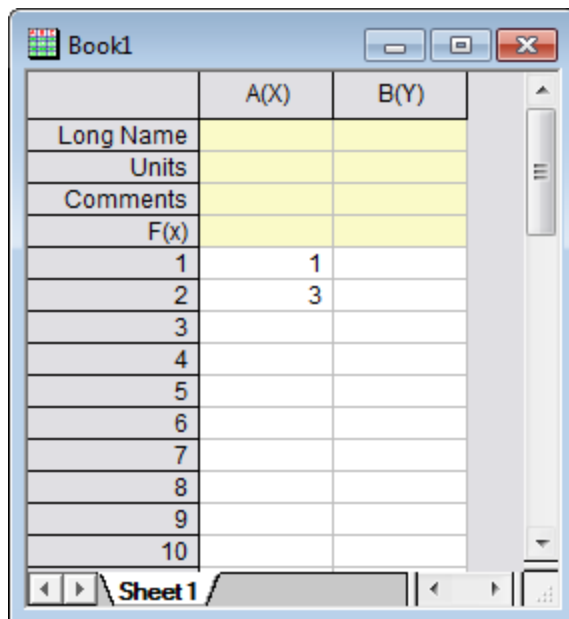 Book1
A(X) B(Y)
Long Name
Units
Comments
F(x)
1 1
2 3
3
4
5
6
7
8
9
10
Sheet1